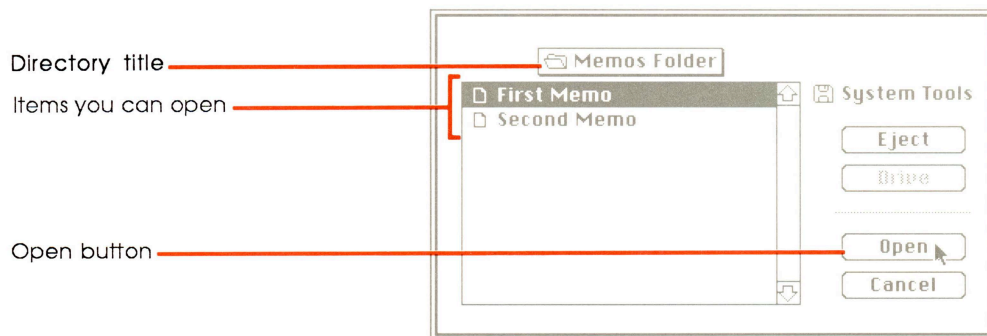 Directory title
Memos Folder
Items you can open
First Memo
System Tools
Second Memo
Eject
Drive
Open button
Open
Cancel